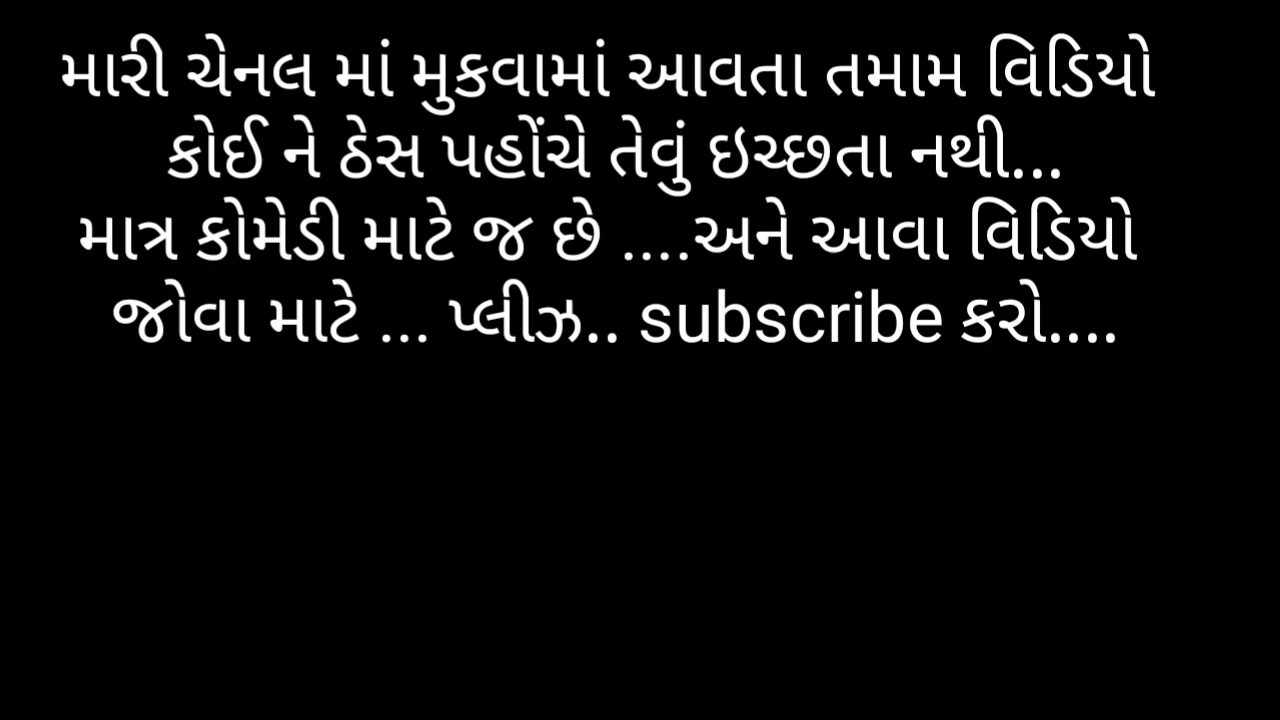 મારી ચેનલ માં મુકવામાં આવતા તમામ વિડિયો
કોઈ ને ઠેસ પહોંચે તેવું ઇચ્છતા નથી...
માત્ર કોમેડી માટે જ છે ....અને આવા વિડિયો
જોવા માટે ... પ્લીઝ.. subscribe કરો....